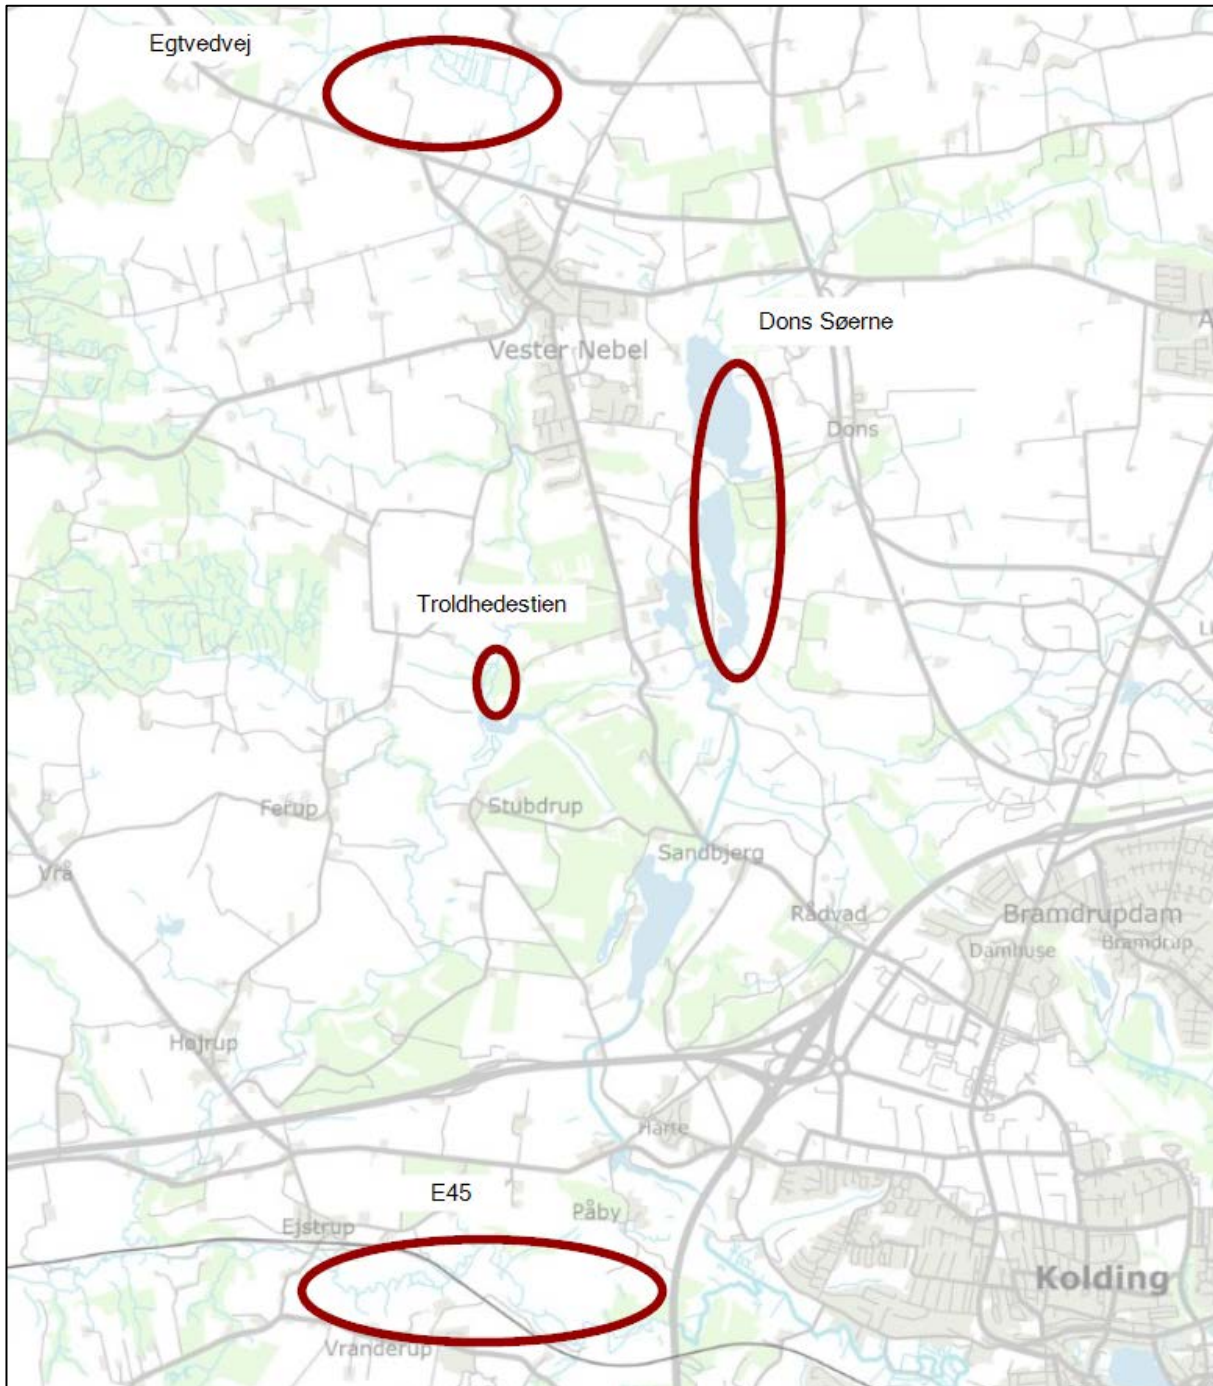 Egtvedvej
Dons Søerne
Vester Nebel
Dons
Troldhedestien
Ferup
Stubdrup
Sandbjerg
Vrå
Rådvad
Bramdrupdam
Damhuse
Bramdrup
Højrup
Harte
E45
Påby
Ejstrup
Kolding
Vranderup